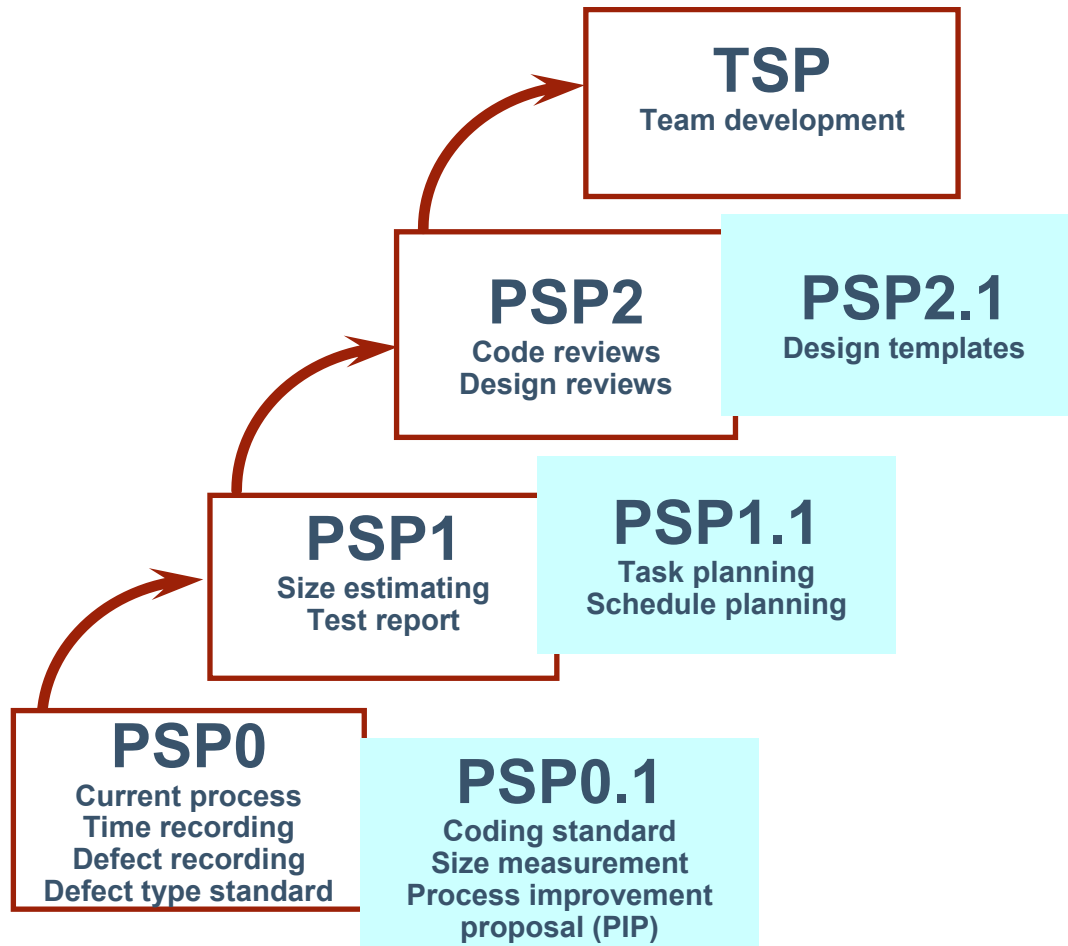 TSP
Team development
PSP2
Code reviews
Design reviews
PSP2.1
Design templates
PSP1
Size estimating
Test report
PSP1.1
Task planning
Schedule planning
PSP0
Current process
Time recording
Defect recording
Defect type standard
PSP0.1
Coding standard
Size measurement
Process improvement
proposal (PIP)